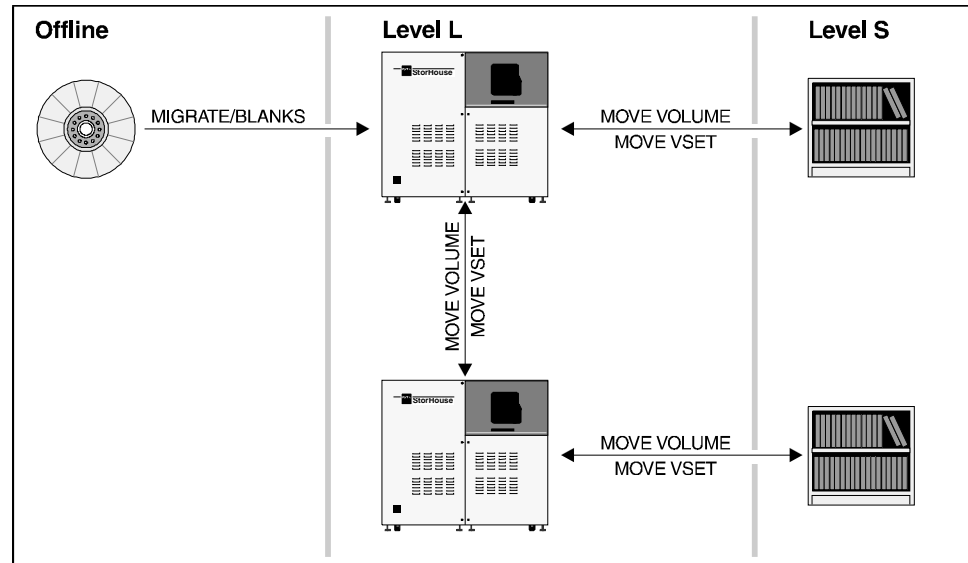 Offline
Level L
Level S
StorHouse
MIGRATE/BLANKS
MOVE VOLUME
MOVE VSET
MOVE VOLUME
MOVE VSET
StorHouse
MOVE VOLUME
MOVE VSET